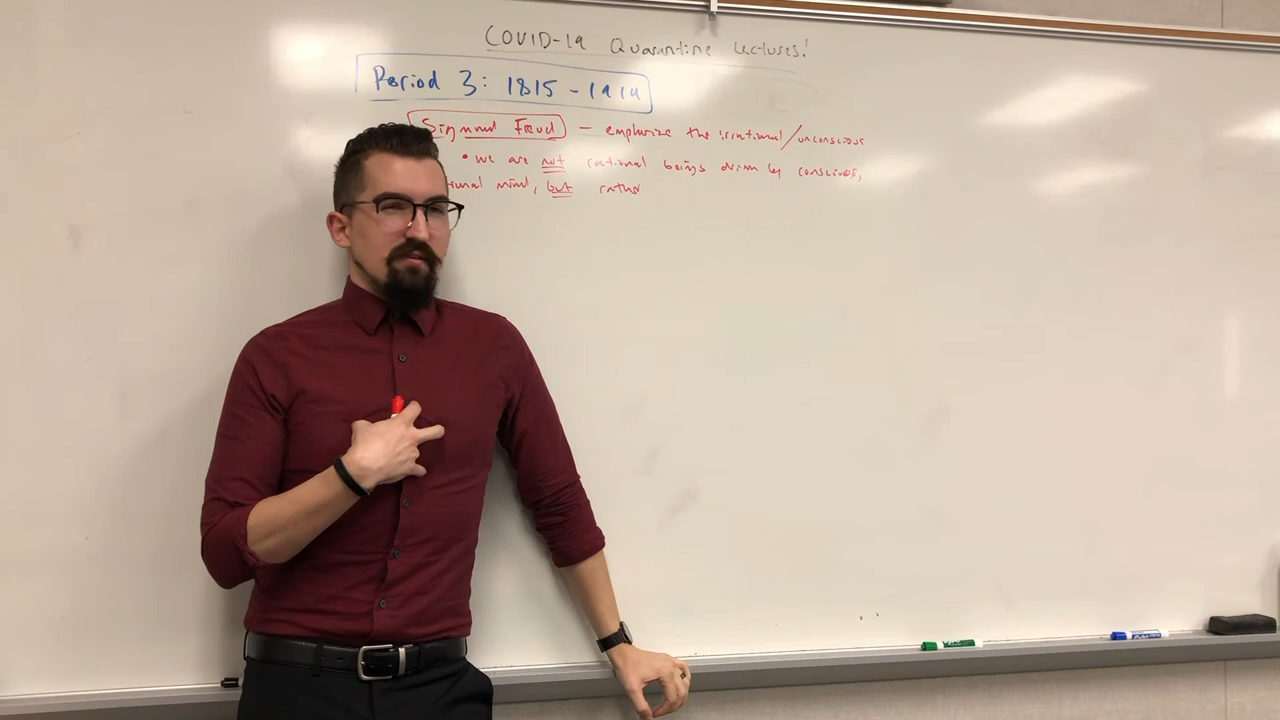 COVID-19 Quarantine Lectures!
Period 3: 1815-1914
Sigmund Freud - emphasize the irrational/unconscious
• we are not rational beings driven by conscious,
mind, but rather